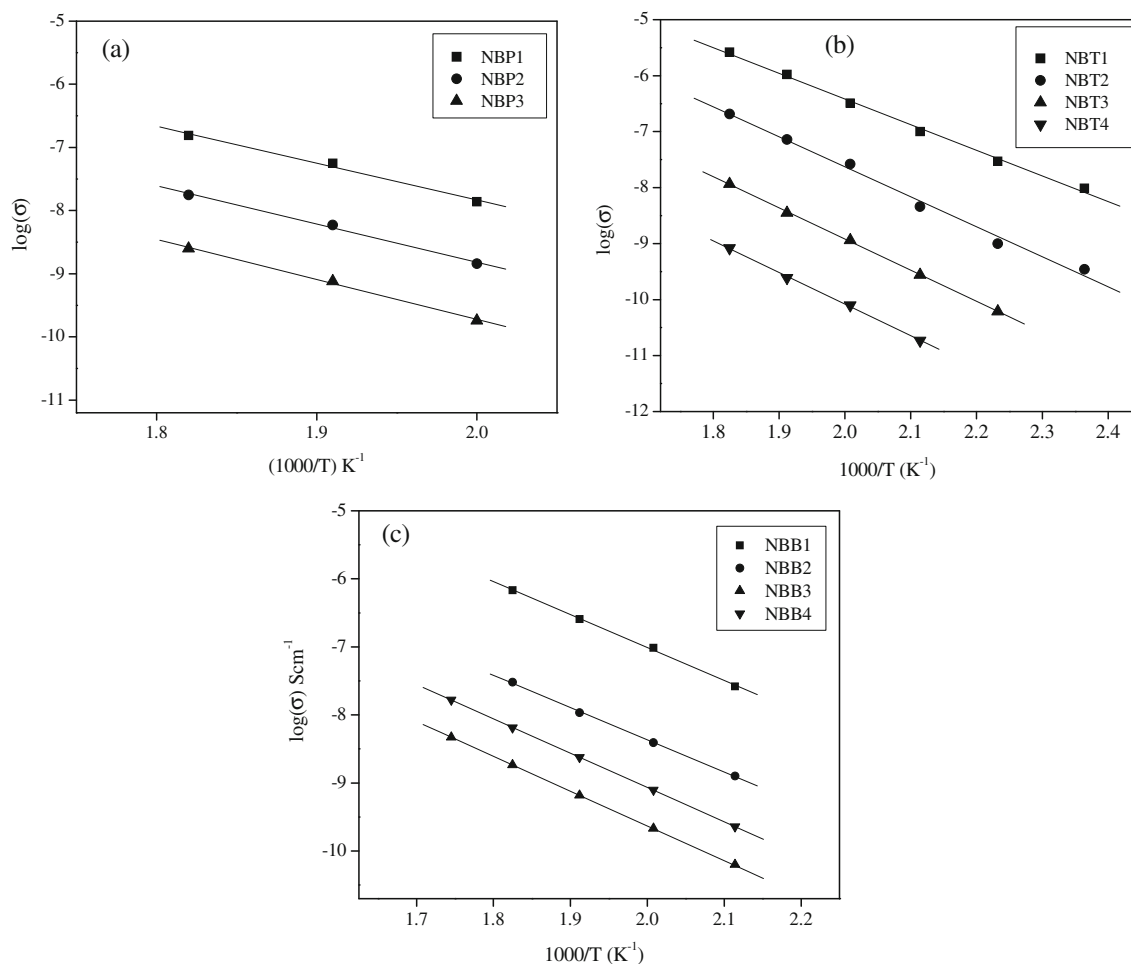 (a)
NBP1
NBP2
NBP3
-5
-6
-7
-8
-9
-10
-11
log(σ)
1.8 1.9 2.0
(1000/T) K⁻¹
(b)
NBT1
NBT2
NBT3
NBT4
-5
-6
-7
-8
-9
-10
-11
-12
log(σ)
1.8 1.9 2.0 2.1 2.2 2.3 2.4
1000/T (K⁻¹)
(c)
NBB1
NBB2
NBB3
NBB4
-5
-6
-7
-8
-9
-10
log(σ) Scm⁻¹
1.7 1.8 1.9 2.0 2.1 2.2
1000/T (K⁻¹)